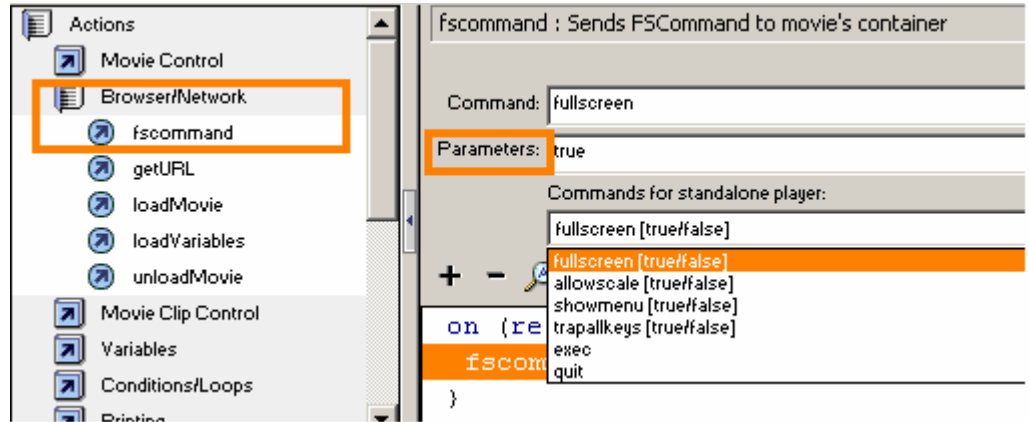 Actions
Movie Control
Browser/Network
fscommand
getURL
loadMovie
loadVariables
unloadMovie
Movie Clip Control
Variables
Conditions/Loops
Printing
fscommand : Sends FSCommand to movie's container
Command: fullscreen
Parameters: true
Commands for standalone player:
fullscreen [true/false]
fullscreen [true/false]
allowscale [true/false]
showmenu [true/false]
trapallkeys [true/false]
exec
quit
+ -
on (re
fscom
}